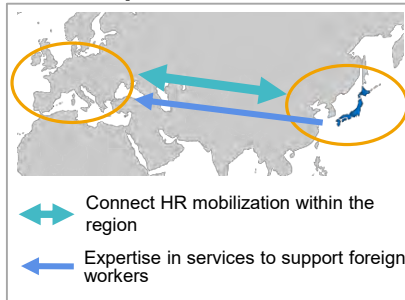 Connect HR mobilization within the
region
Expertise in services to support foreign
workers